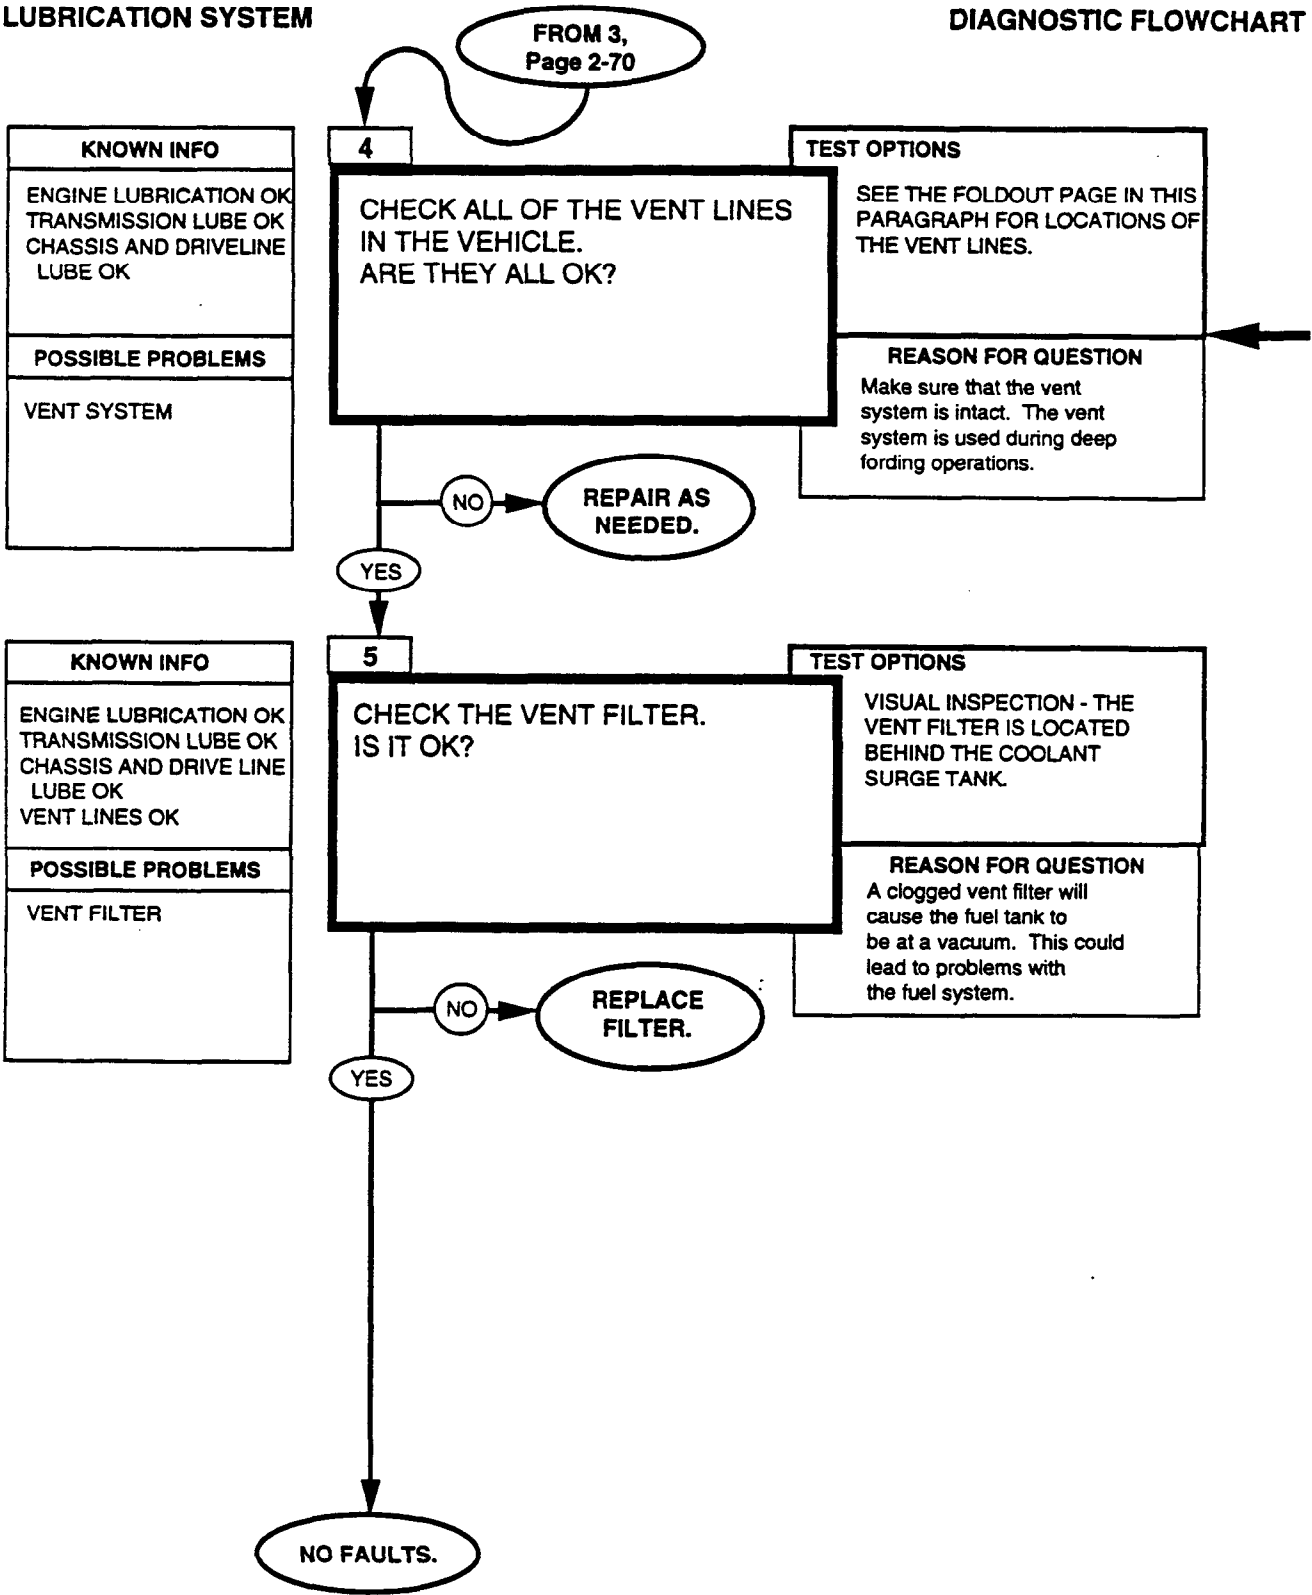 LUBRICATION SYSTEM
DIAGNOSTIC FLOWCHART
FROM 3,
Page 2-70
KNOWN INFO
ENGINE LUBRICATION OK
TRANSMISSION LUBE OK
CHASSIS AND DRIVELINE
LUBE OK
POSSIBLE PROBLEMS
VENT SYSTEM
4
CHECK ALL OF THE VENT LINES
IN THE VEHICLE.
ARE THEY ALL OK?
TEST OPTIONS
SEE THE FOLDOUT PAGE IN THIS
PARAGRAPH FOR LOCATIONS OF
THE VENT LINES.
REASON FOR QUESTION
Make sure that the vent
system is intact. The vent
system is used during deep
fording operations.
NO
REPAIR AS
NEEDED.
YES
KNOWN INFO
ENGINE LUBRICATION OK
TRANSMISSION LUBE OK
CHASSIS AND DRIVE LINE
LUBE OK
VENT LINES OK
POSSIBLE PROBLEMS
VENT FILTER
5
CHECK THE VENT FILTER.
IS IT OK?
TEST OPTIONS
VISUAL INSPECTION - THE
VENT FILTER IS LOCATED
BEHIND THE COOLANT
SURGE TANK.
REASON FOR QUESTION
A clogged vent filter will
cause the fuel tank to
be at a vacuum. This could
lead to problems with
the fuel system.
NO
REPLACE
FILTER.
YES
NO FAULTS.